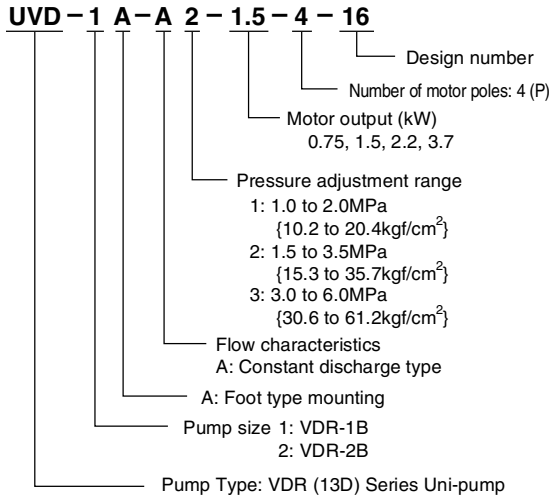 UVD – 1 A – A 2 – 1.5 – 4 – 16
Design number
Number of motor poles: 4 (P)
Motor output (kW)
0.75, 1.5, 2.2, 3.7
Pressure adjustment range
1: 1.0 to 2.0MPa
{10.2 to 20.4kgf/cm²}
2: 1.5 to 3.5MPa
{15.3 to 35.7kgf/cm²}
3: 3.0 to 6.0MPa
{30.6 to 61.2kgf/cm²}
Flow characteristics
A: Constant discharge type
A: Foot type mounting
Pump size 1: VDR-1B
2: VDR-2B
Pump Type: VDR (13D) Series Uni-pump